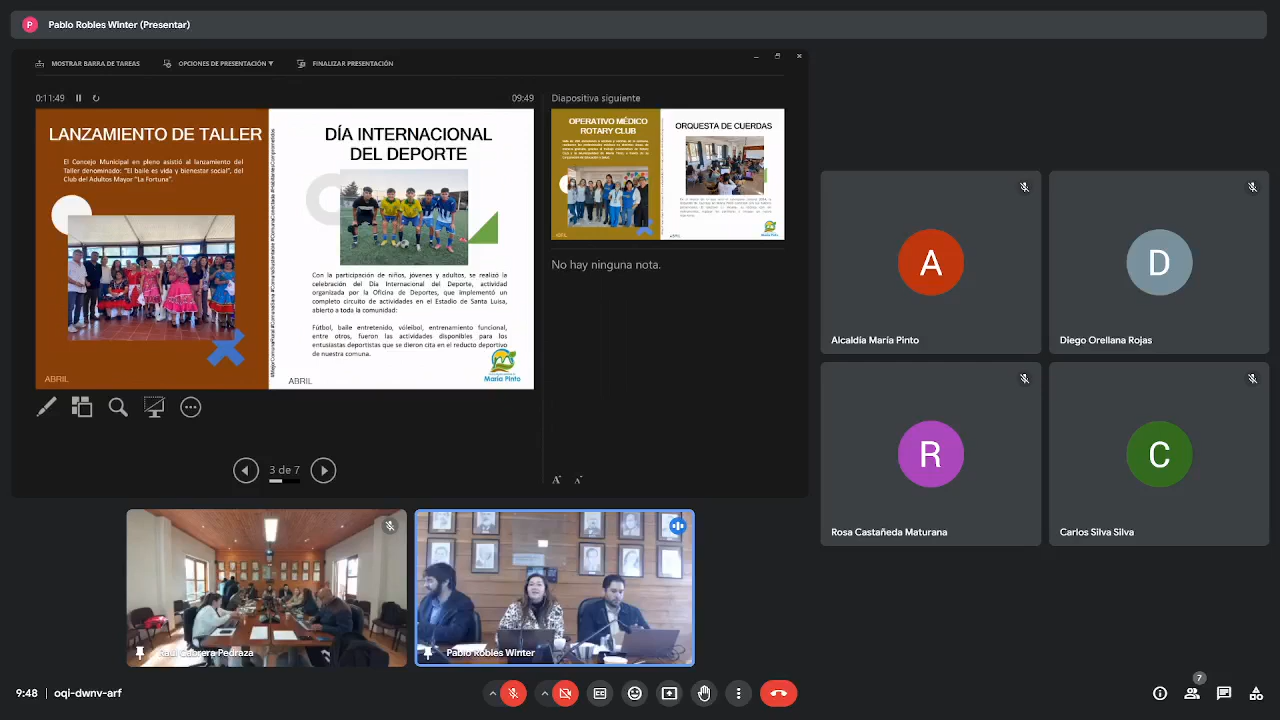 P Pablo Robles Winter (Presentar)
MOSTRAR BARRA DE TAREAS OPCIONES DE PRESENTACIÓN ▼ FINALIZAR PRESENTACIÓN
0:11:49 09:49
LANZAMIENTO DE TALLER
El Concejo Municipal en pleno asistió al lanzamiento del
Taller denominado: "El baile es vida y bienestar social", del
Club del Adultos Mayor "La Fortuna".
ABRIL
DÍA INTERNACIONAL
DEL DEPORTE
Con la participación de niños, jóvenes y adultos, se realizó la
celebración del Día Internacional del Deporte, actividad
organizada por la Oficina de Deportes, que implementó un
completo circuito de actividades en el Estadio de Santa Luisa,
abierto a toda la comunidad:
Fútbol, baile entretenido, vóleibol, entrenamiento funcional,
entre otros, fueron las actividades disponibles para los
entusiastas deportistas que se dieron cita en el reducto deportivo
de nuestra comuna.
María Pinto
ABRIL
3 de 7
Diapositiva siguiente
OPERATIVO MÉDICO
ROTARY CLUB
ABRIL
ORQUESTA DE CUERDAS
María Pinto
ABRIL
No hay ninguna nota.
A
Alcaldía María Pinto
D
Diego Orellana Rojas
R
Rosa Castañeda Maturana
C
Carlos Silva Silva
Raúl Cabrera Pedraza
Pablo Robles Winter
9:48 | oqi-dwnv-arf
7